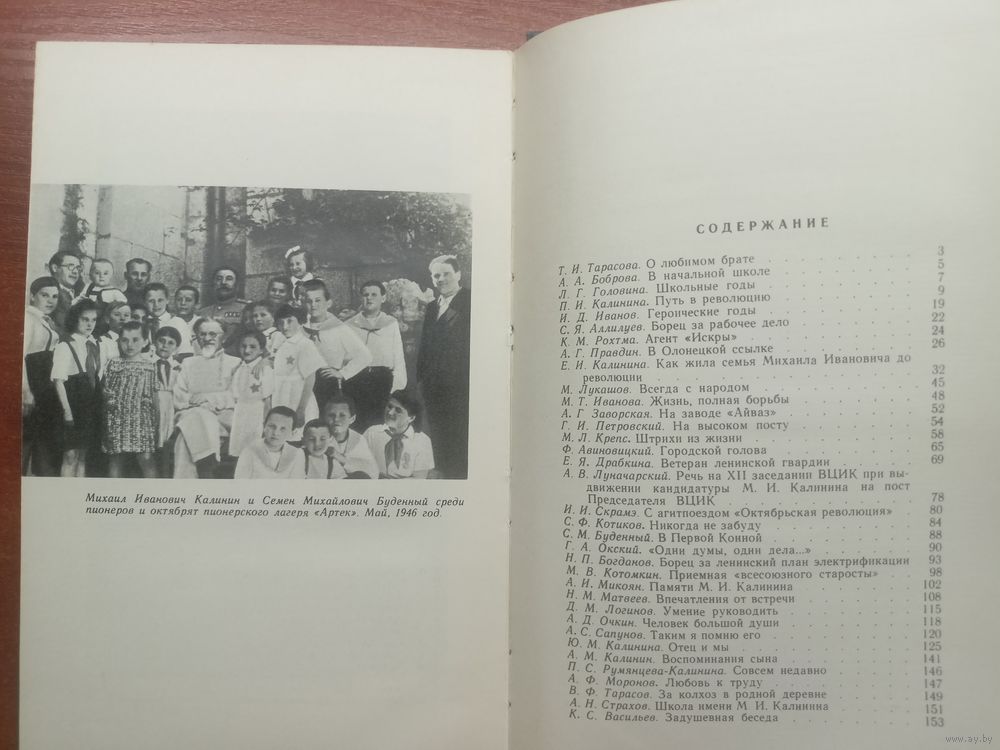 Михаил Иванович Калинин и Семен Михайлович Буденный среди
пионеров и октябрят пионерского лагеря «Артек». Май, 1946 год.
СОДЕРЖАНИЕ
Т. И. Тарасова. О любимом брате . . . . . . . . 3
А. А. Боброва. В начальной школе . . . . . . . . 5
Л. Г. Головина. Школьные годы . . . . . . . . 7
П. И. Калинина. Путь в революцию . . . . . . . . 9
И. Д. Иванов. Героические годы . . . . . . . . 19
С. Я. Аллилуев. Борец за рабочее дело . . . . . . . 22
К. М. Рохтма. Агент «Искры» . . . . . . . . 24
А. Г. Правдин. В Олонецкой ссылке . . . . . . . . 26
Е. И. Калинина. Как жила семья Михаила Ивановича до
революции . . . . . . . . 32
М. Лукашов. Всегда с народом . . . . . . . . 45
М. Т. Иванова. Жизнь, полная борьбы . . . . . . . 48
А. Г Заворская. На заводе «Айваз» . . . . . . . 52
Г. И. Петровский. На высоком посту . . . . . . . 54
М. Л. Крепс. Штрихи из жизни . . . . . . . . 58
Ф. Авиновицкий. Городской голова . . . . . . . . 65
Е. Я. Драбкина. Ветеран ленинской гвардии . . . . . . 69
А. В. Луначарский. Речь на XII заседании ВЦИК при вы-
движении кандидатуры М. И. Калинина на пост
Председателя ВЦИК . . . . . . . . 78
И. И. Скрамэ. С агитпоездом «Октябрьская революция» . 80
С. Ф. Котиков. Никогда не забуду . . . . . . . . 84
С. М. Буденный. В Первой Конной . . . . . . . . 88
Г. А. Окский. «Одни думы, одни дела...» . . . . . . 90
Н. П. Богданов. Борец за ленинский план электрификации 93
М. В. Котомкин. Приемная «всесоюзного старосты» . . . 98
А. И. Микоян. Памяти М. И. Калинина . . . . . . . 102
Н. М. Матвеев. Впечатления от встречи . . . . . . . 108
Д. М. Логинов. Умение руководить . . . . . . . . 115
А. Д. Очкин. Человек большой души . . . . . . . . 118
А. С. Сапунов. Таким я помню его . . . . . . . . 120
Ю. М. Калинина. Отец и мы . . . . . . . . 125
А. М. Калинин. Воспоминания сына . . . . . . . . 141
П. С. Румянцева-Калинина. Совсем недавно . . . . . . 146
А. Ф. Моронов. Любовь к труду . . . . . . . . 147
В. Ф. Тарасов. За колхоз в родной деревне . . . . . . 149
А. Н. Страхов. Школа имени М. И. Калинина . . . . . 151
К. С. Васильев. Задушевная беседа . . . . . . . . 153
www.ay.by